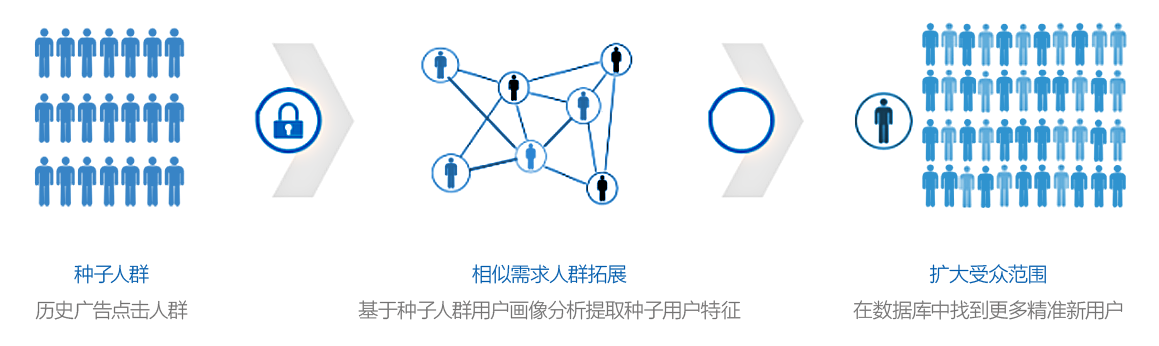 种子人群
历史广告点击人群
相似需求人群拓展
基于种子人群用户画像分析提取种子用户特征
扩大受众范围
在数据库中找到更多精准新用户